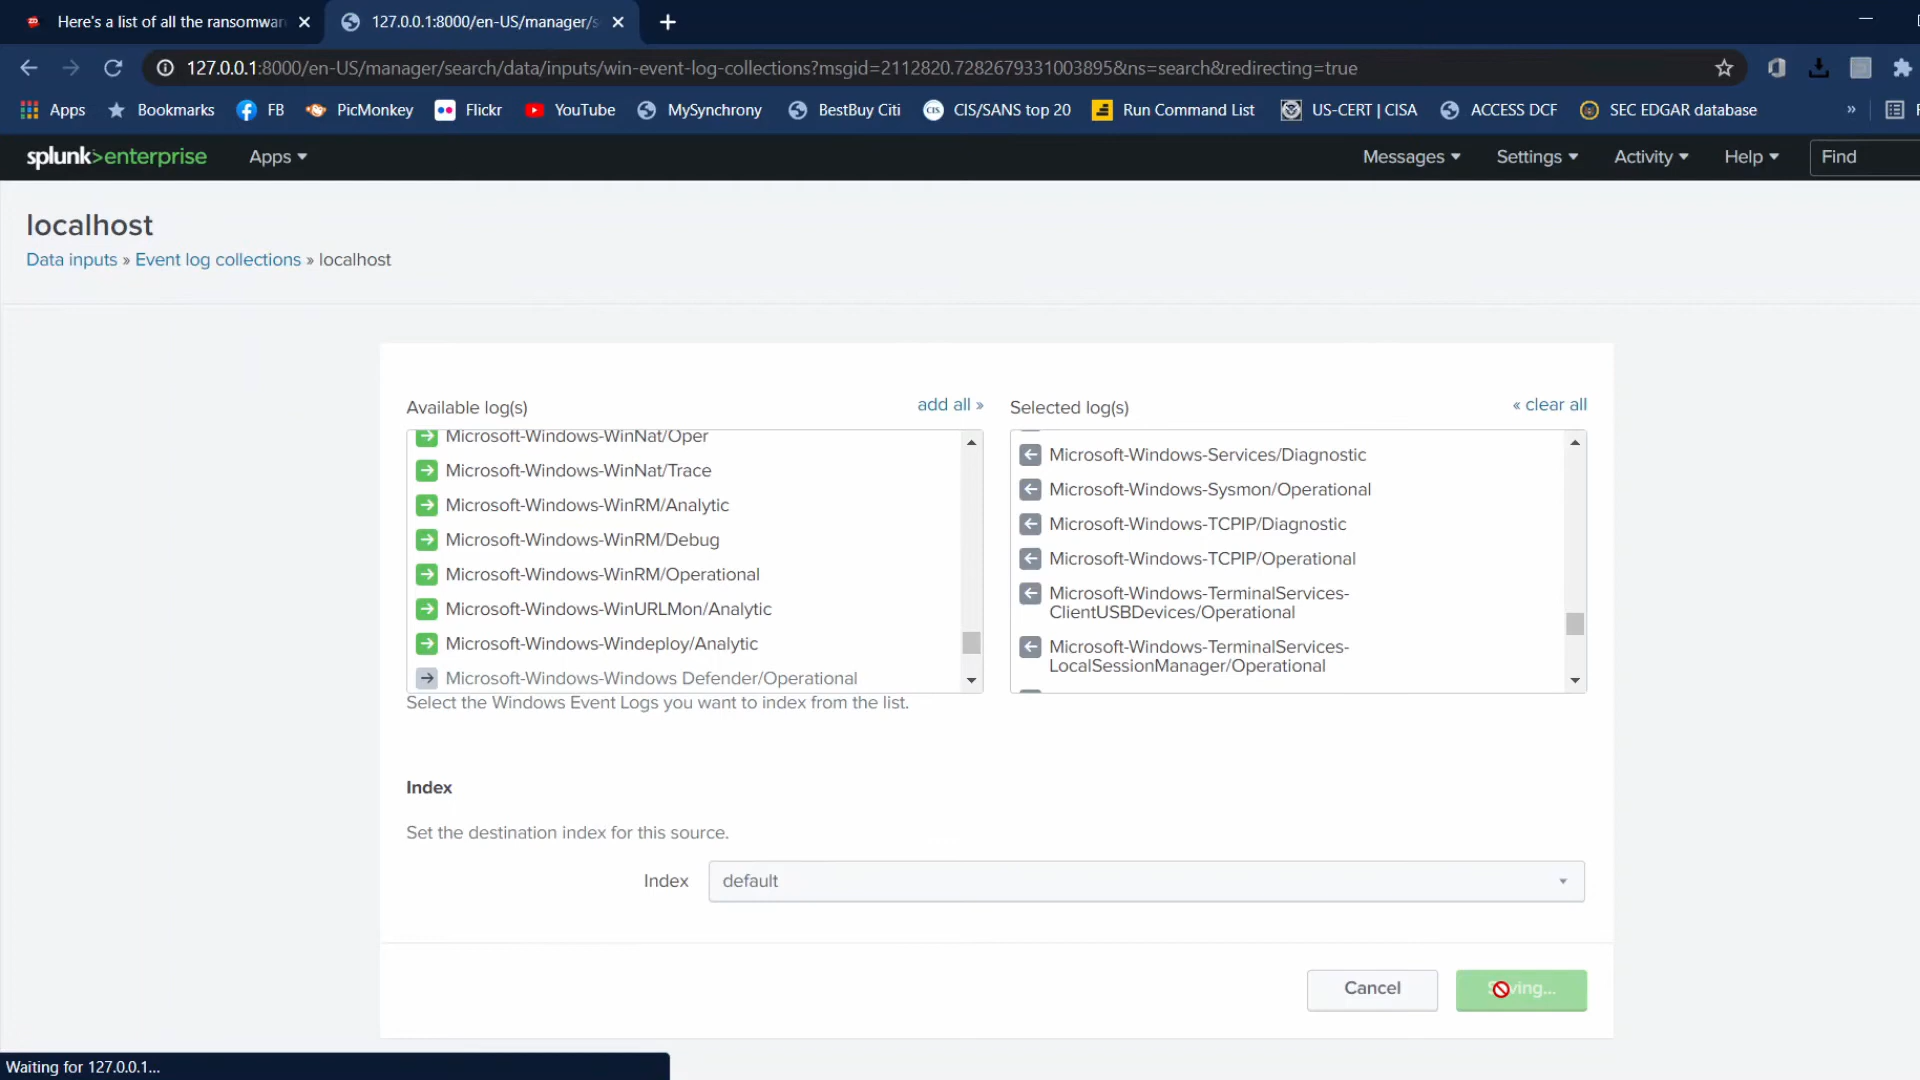 Here's a list of all the ransomwar
127.0.0.1:8000/en-US/manager/s
127.0.0.1:8000/en-US/manager/search/data/inputs/win-event-log-collections?msgid=2112820.7282679331003895&ns=search&redirecting=true
Apps Bookmarks FB PicMonkey Flickr YouTube MySynchrony BestBuy Citi CIS CIS/SANS top 20 Run Command List US-CERT | CISA ACCESS DCF SEC EDGAR database »
splunk>enterprise Apps Messages Settings Activity Help Find
localhost
Data inputs » Event log collections » localhost
Available log(s) add all »
Microsoft-Windows-WinNat/Oper
Microsoft-Windows-WinNat/Trace
Microsoft-Windows-WinRM/Analytic
Microsoft-Windows-WinRM/Debug
Microsoft-Windows-WinRM/Operational
Microsoft-Windows-WinURLMon/Analytic
Microsoft-Windows-Windeploy/Analytic
Microsoft-Windows-Windows Defender/Operational
Selected log(s) « clear all
Microsoft-Windows-Services/Diagnostic
Microsoft-Windows-Sysmon/Operational
Microsoft-Windows-TCPIP/Diagnostic
Microsoft-Windows-TCPIP/Operational
Microsoft-Windows-TerminalServices-
ClientUSBDevices/Operational
Microsoft-Windows-TerminalServices-
LocalSessionManager/Operational
Select the Windows Event Logs you want to index from the list.
Index
Set the destination index for this source.
Index default
Cancel Saving...
Waiting for 127.0.0.1...